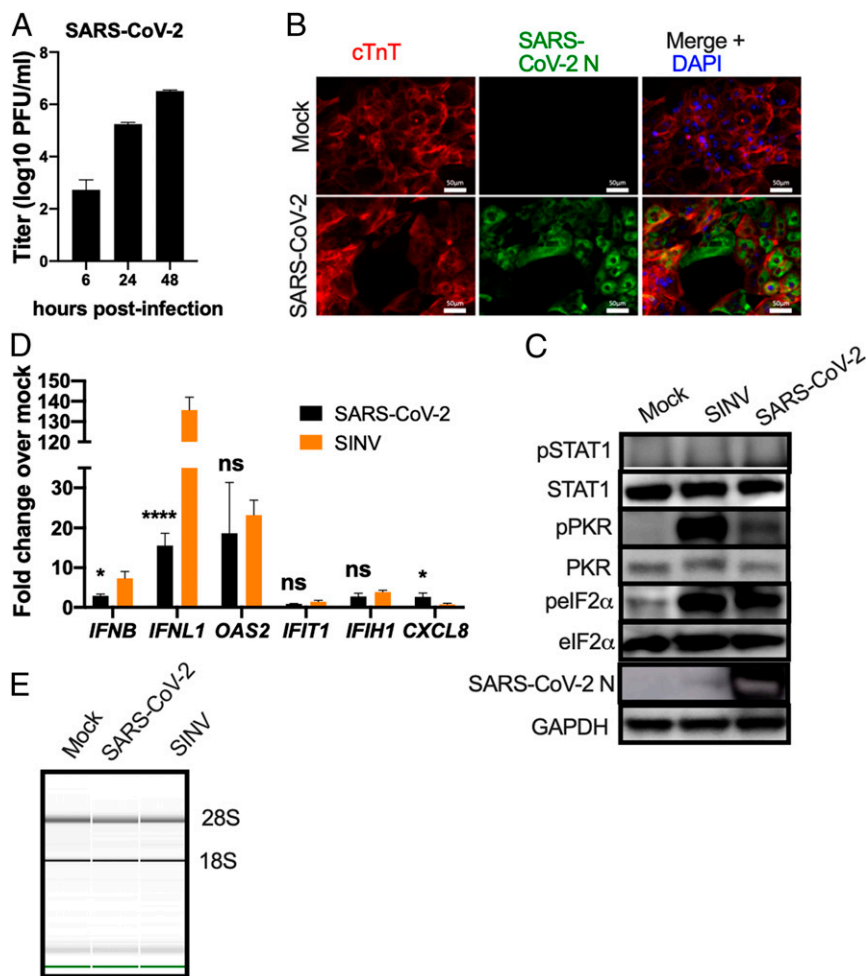 A
SARS-CoV-2
Titer (log10 PFU/ml)
8
6
4
2
0
6
24
48
hours post-infection
B
cTnT
SARS-
CoV-2 N
Merge +
DAPI
Mock
SARS-CoV-2
50µm
50µm
50µm
50µm
50µm
50µm
D
Fold change over mock
150
140
130
120
30
20
10
0
SARS-CoV-2
SINV
*
****
ns
ns
ns
*
IFNB
IFNL1
OAS2
IFIT1
IFIH1
CXCL8
C
Mock
SINV
SARS-CoV-2
pSTAT1
STAT1
pPKR
PKR
peIF2α
eIF2α
SARS-CoV-2 N
GAPDH
E
Mock
SARS-CoV-2
SINV
28S
18S